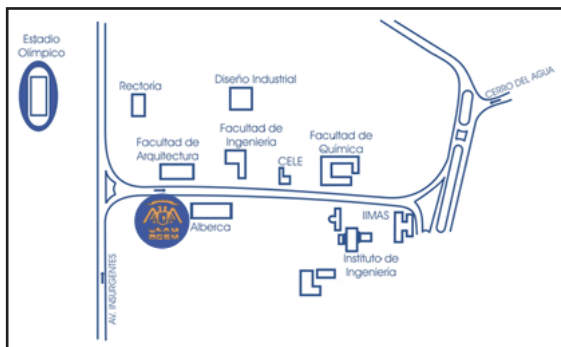 Estadio
Olímpico
Rectoría
Diseño Industrial
CERRO DEL AGUA
Facultad de
Arquitectura
Facultad de
Ingeniería
CELE
Facultad de
Química
Alberca
IIMAS
Instituto de
Ingeniería
AV. INSURGENTES